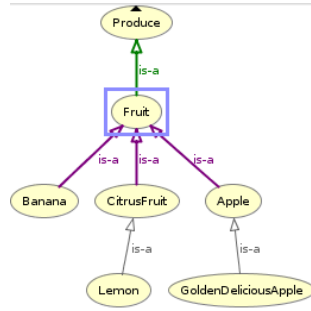 Produce
is-a
Fruit
is-a is-a is-a
Banana CitrusFruit Apple
is-a is-a
Lemon GoldenDeliciousApple